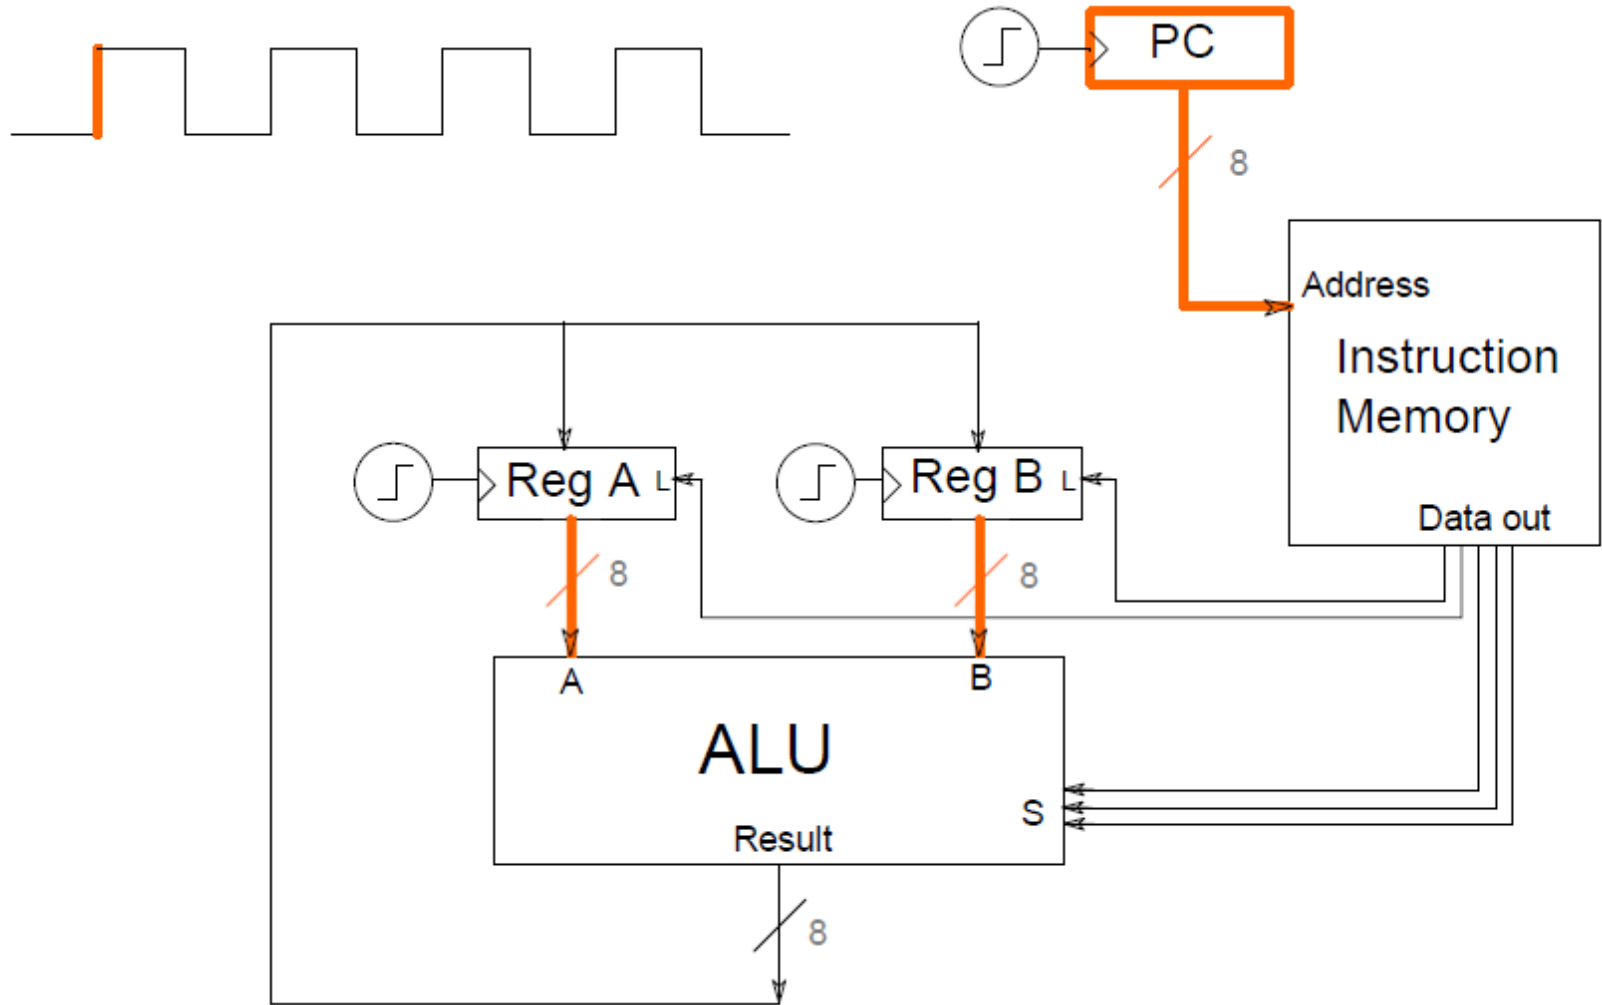 PC
8
Address
Instruction
Memory
Data out
Reg A L
Reg B L
8
8
A
B
ALU
S
Result
8